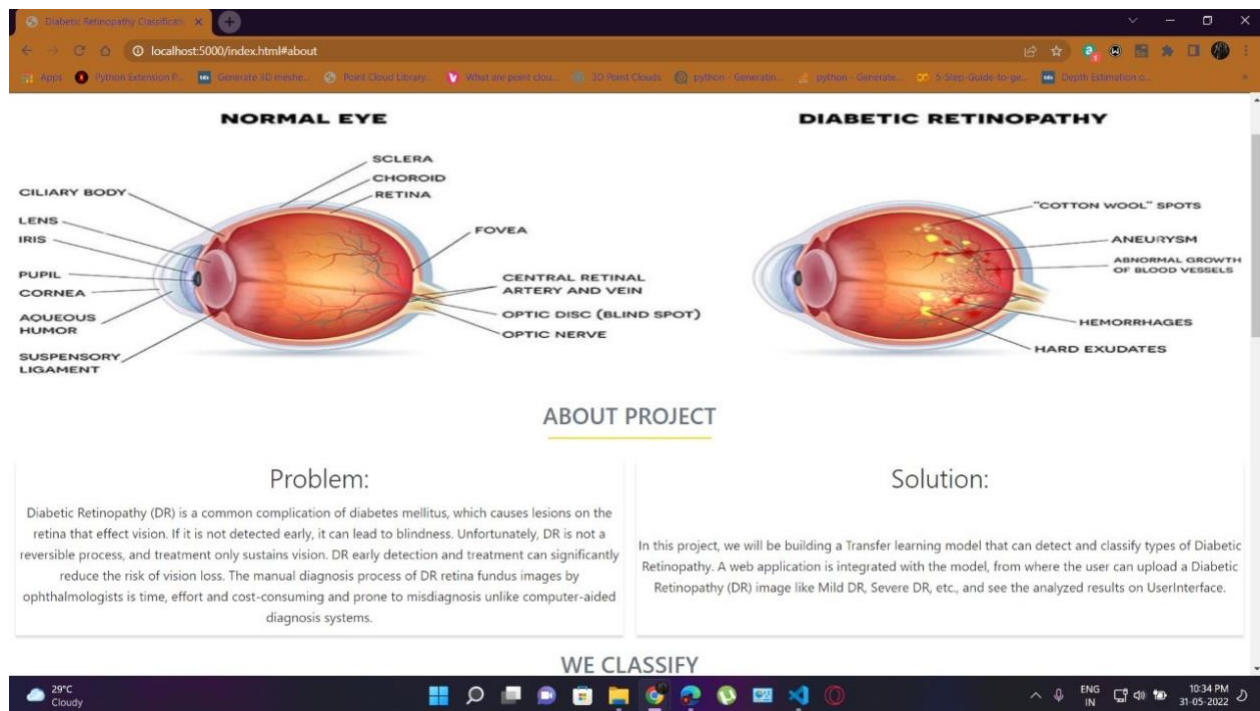 Diabetic Retinopathy Classificati
localhost:5000/index.html#about
Apps
Python Extension P...
Generate 3D meshe...
Point Cloud Library...
What are point clou...
3D Point Clouds
python - Generatin...
python - Generate...
5-Step-Guide-to-ge...
Depth Estimation o...
NORMAL EYE
DIABETIC RETINOPATHY
SCLERA
CHOROID
RETINA
CILIARY BODY
LENS
IRIS
PUPIL
CORNEA
AQUEOUS
HUMOR
SUSPENSORY
LIGAMENT
FOVEA
CENTRAL RETINAL
ARTERY AND VEIN
OPTIC DISC (BLIND SPOT)
OPTIC NERVE
"COTTON WOOL" SPOTS
ANEURYSM
ABNORMAL GROWTH
OF BLOOD VESSELS
HEMORRHAGES
HARD EXUDATES
ABOUT PROJECT
Problem:
Diabetic Retinopathy (DR) is a common complication of diabetes mellitus, which causes lesions on the
retina that effect vision. If it is not detected early, it can lead to blindness. Unfortunately, DR is not a
reversible process, and treatment only sustains vision. DR early detection and treatment can significantly
reduce the risk of vision loss. The manual diagnosis process of DR retina fundus images by
ophthalmologists is time, effort and cost-consuming and prone to misdiagnosis unlike computer-aided
diagnosis systems.
Solution:
In this project, we will be building a Transfer learning model that can detect and classify types of Diabetic
Retinopathy. A web application is integrated with the model, from where the user can upload a Diabetic
Retinopathy (DR) image like Mild DR, Severe DR, etc., and see the analyzed results on UserInterface.
WE CLASSIFY
29°C
Cloudy
ENG
IN
10:34 PM
31-05-2022